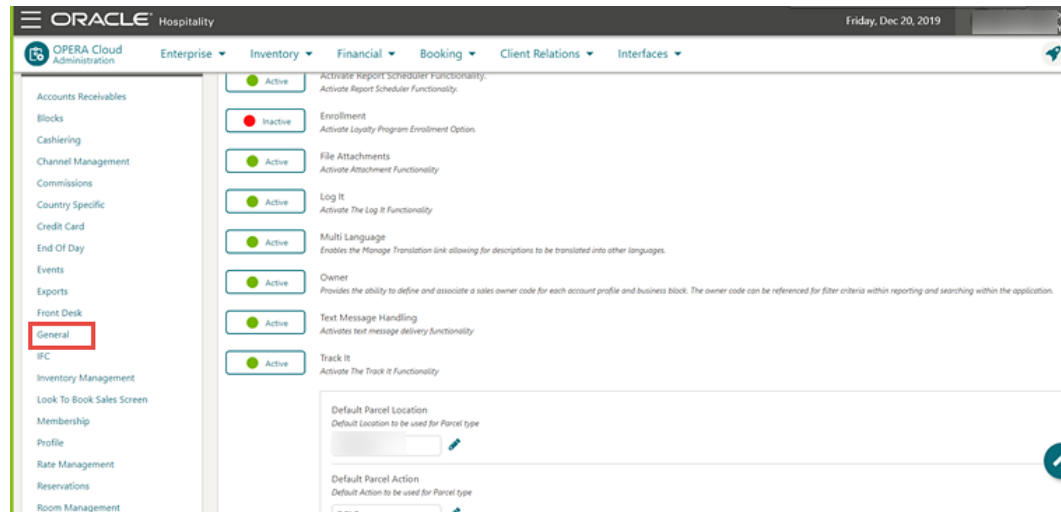 ORACLE Hospitality
Friday, Dec 20, 2019
OPERA Cloud
Administration
Enterprise
Inventory
Financial
Booking
Client Relations
Interfaces
Accounts Receivables
Blocks
Cashiering
Channel Management
Commissions
Country Specific
Credit Card
End Of Day
Events
Exports
Front Desk
General
IFC
Inventory Management
Look To Book Sales Screen
Membership
Profile
Rate Management
Reservations
Room Management
Active
Activate Report Scheduler Functionality.
Activate Report Scheduler Functionality.
Inactive
Enrollment
Activate Loyalty Program Enrollment Option.
Active
File Attachments
Activate Attachment Functionality
Active
Log It
Activate The Log It Functionality
Active
Multi Language
Enables the Manage Translation link allowing for descriptions to be translated into other languages.
Active
Owner
Provides the ability to define and associate a sales owner code for each account profile and business block. The owner code can be referenced for filter criteria within reporting and searching within the application.
Active
Text Message Handling
Activates text message delivery functionality
Active
Track It
Activate The Track It Functionality
Default Parcel Location
Default Location to be used for Parcel type
Default Parcel Action
Default Action to be used for Parcel type